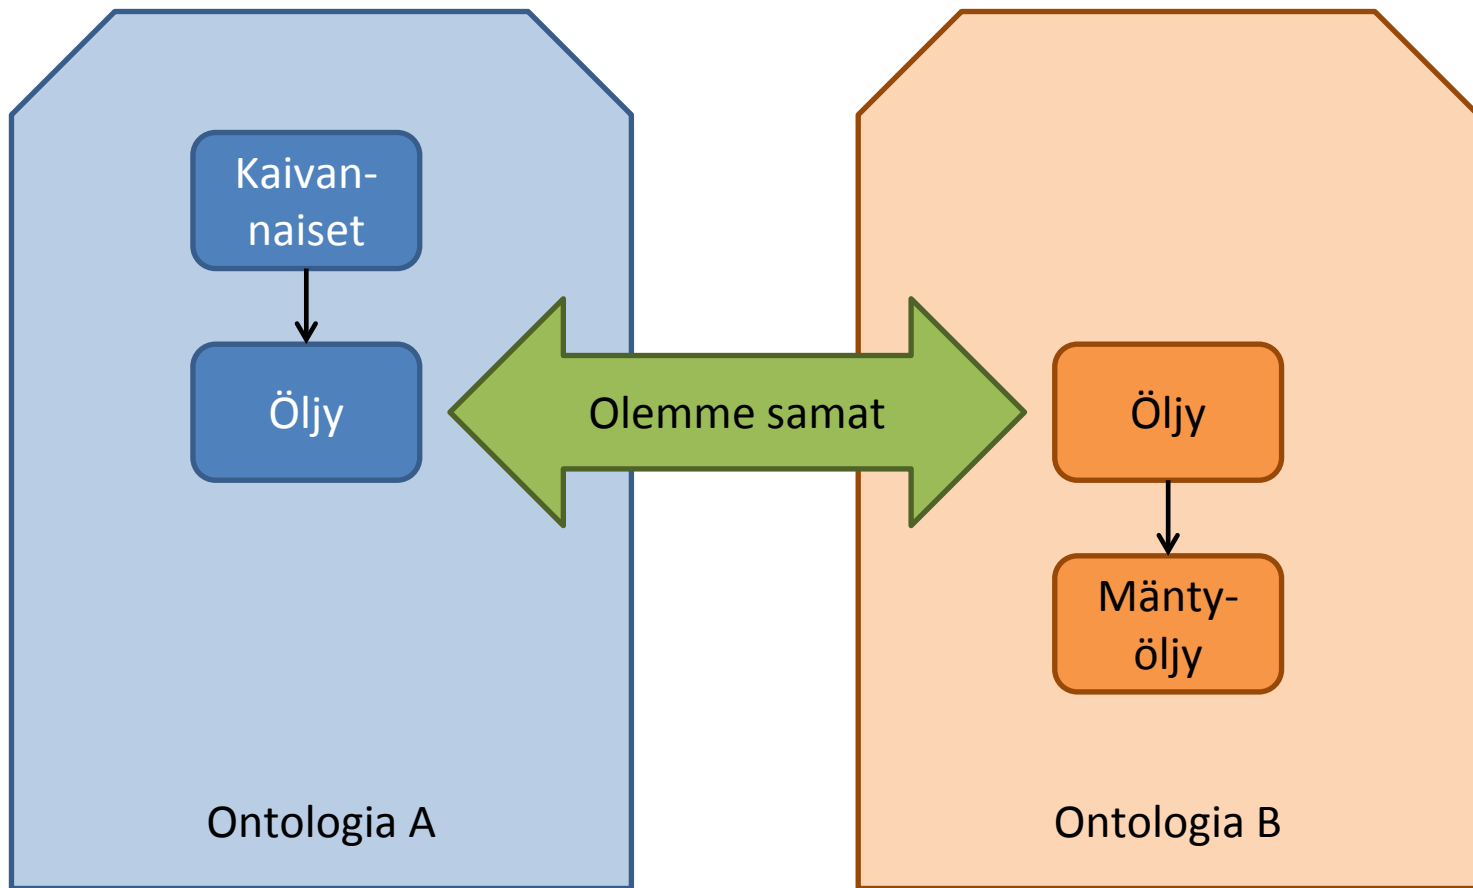 Kaivan-
naiset
Öljy
Olemme samat
Öljy
Mänty-
öljy
Ontologia A
Ontologia B